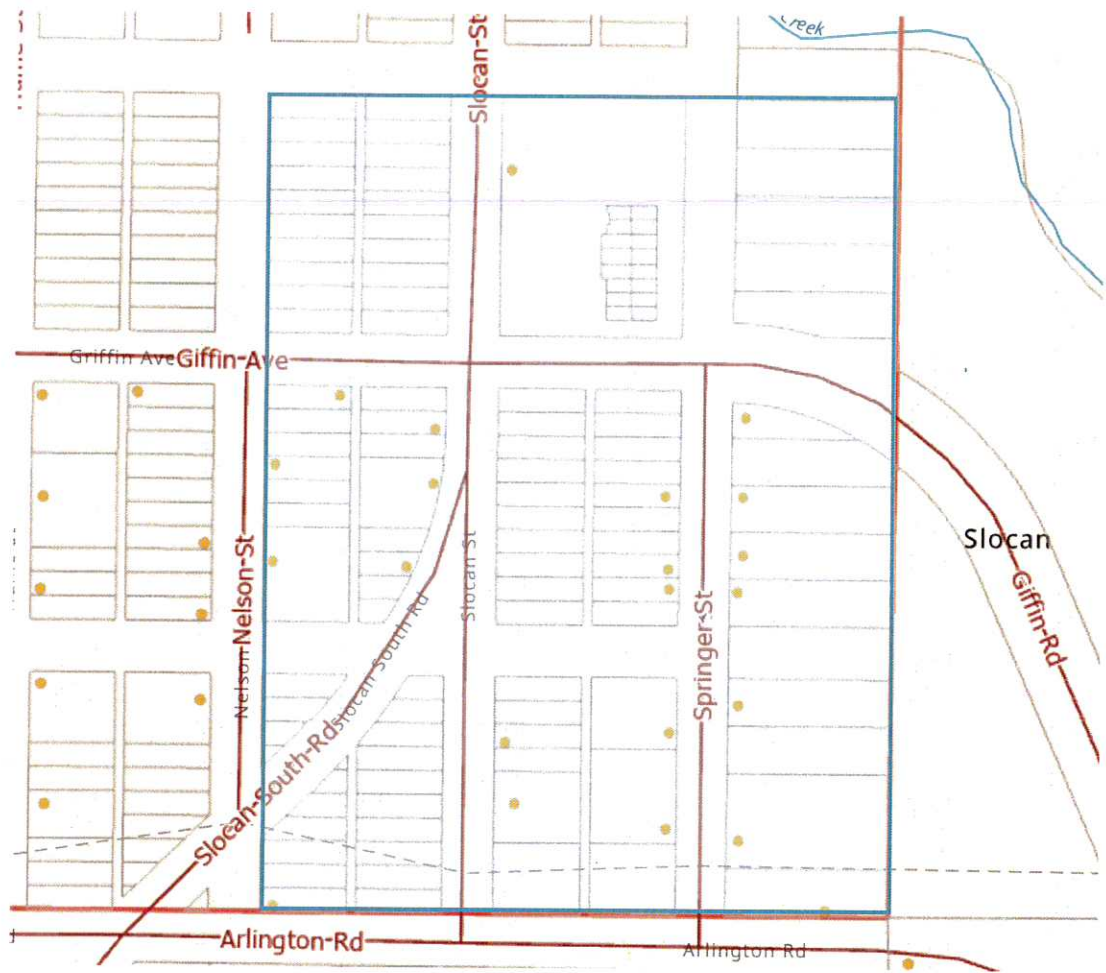 Creek
Slocan-St
Griffin Ave
Giffin-Ave
Slocan
Nelson-St
Nelson
Slocan St
Slocan South Rd
Springer-St
Giffin-Rd
Slocan-South-Rd
Arlington-Rd
Arlington Rd